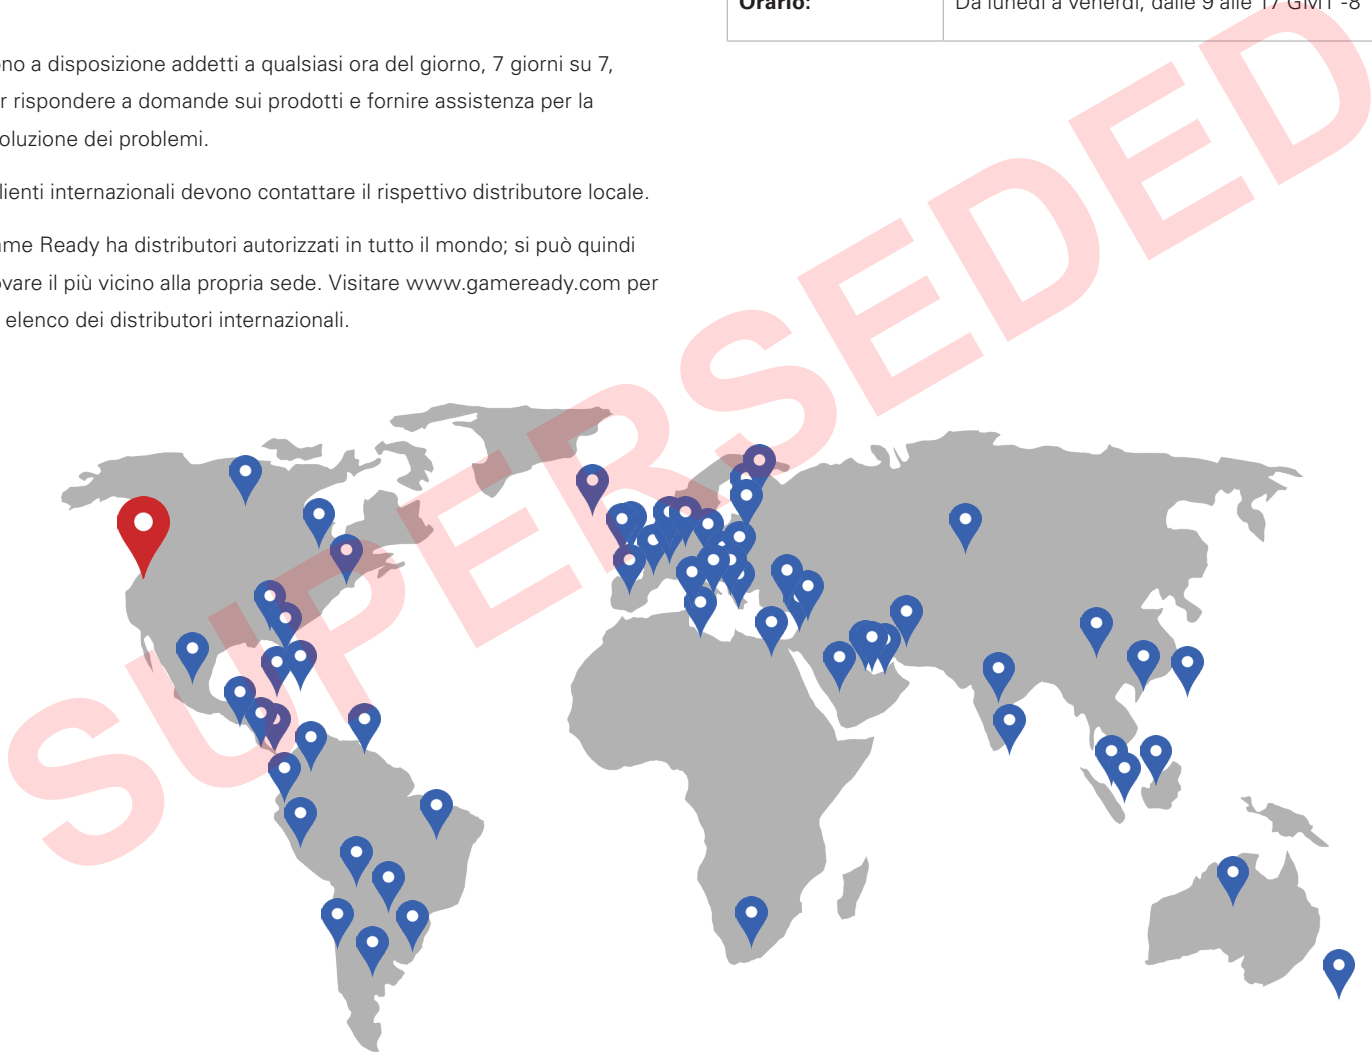 Orario: Da lunedì a venerdì, dalle 9 alle 17 GMT -8
ono a disposizione addetti a qualsiasi ora del giorno, 7 giorni su 7,
r rispondere a domande sui prodotti e fornire assistenza per la
oluzione dei problemi.
lienti internazionali devono contattare il rispettivo distributore locale.
ame Ready ha distributori autorizzati in tutto il mondo; si può quindi
ovare il più vicino alla propria sede. Visitare www.gameready.com per
elenco dei distributori internazionali.
SUPERSEDED